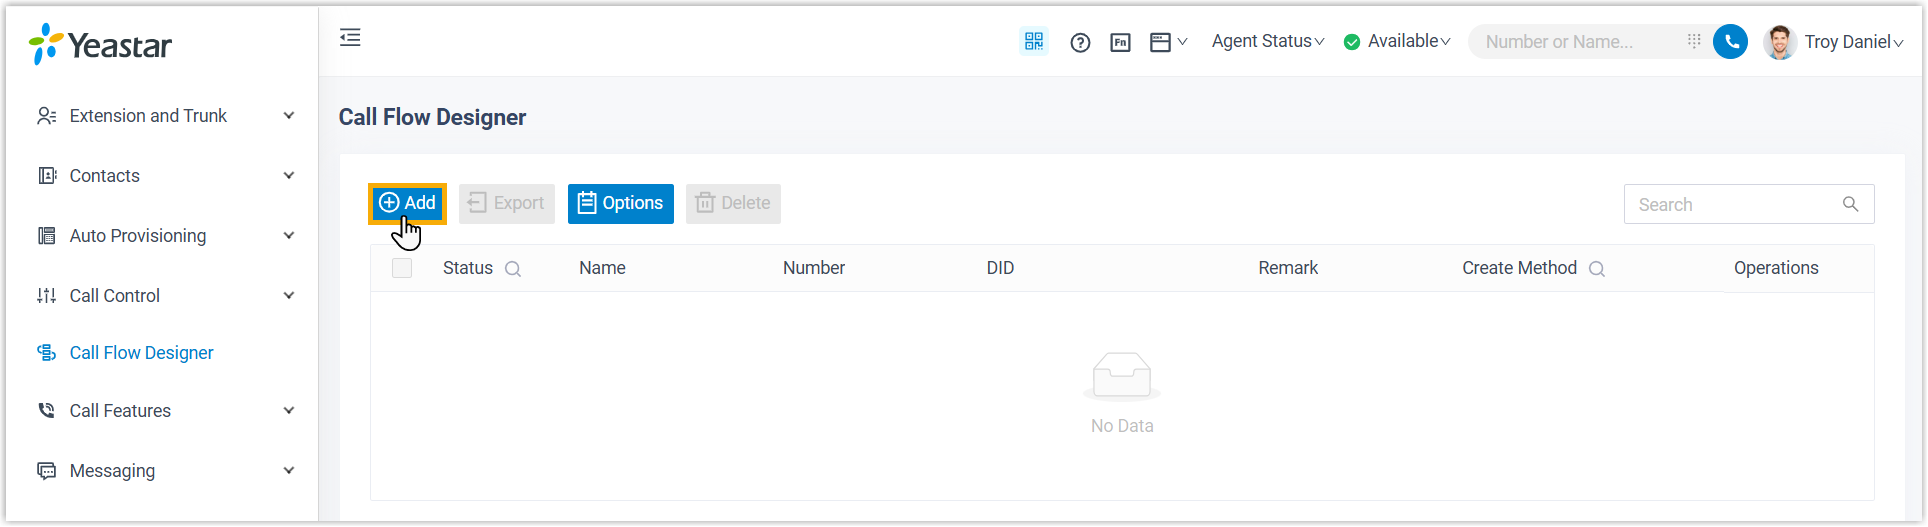 Yeastar
Fn
Agent Status
Available
Number or Name...
Troy Daniel
Extension and Trunk
Contacts
Auto Provisioning
Call Control
Call Flow Designer
Call Features
Messaging
Call Flow Designer
Add
Export
Options
Delete
Search
Status
Name
Number
DID
Remark
Create Method
Operations
No Data